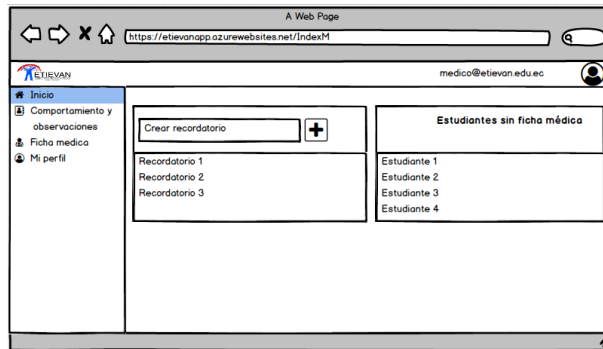 A Web Page
https://etievanapp.azurewebsites.net/IndexM
ETIEVAN
medico@etievan.edu.ec
Inicio
Comportamiento y
observaciones
Ficha medica
Mi perfil
Crear recordatorio
Recordatorio 1
Recordatorio 2
Recordatorio 3
Estudiantes sin ficha médica
Estudiante 1
Estudiante 2
Estudiante 3
Estudiante 4